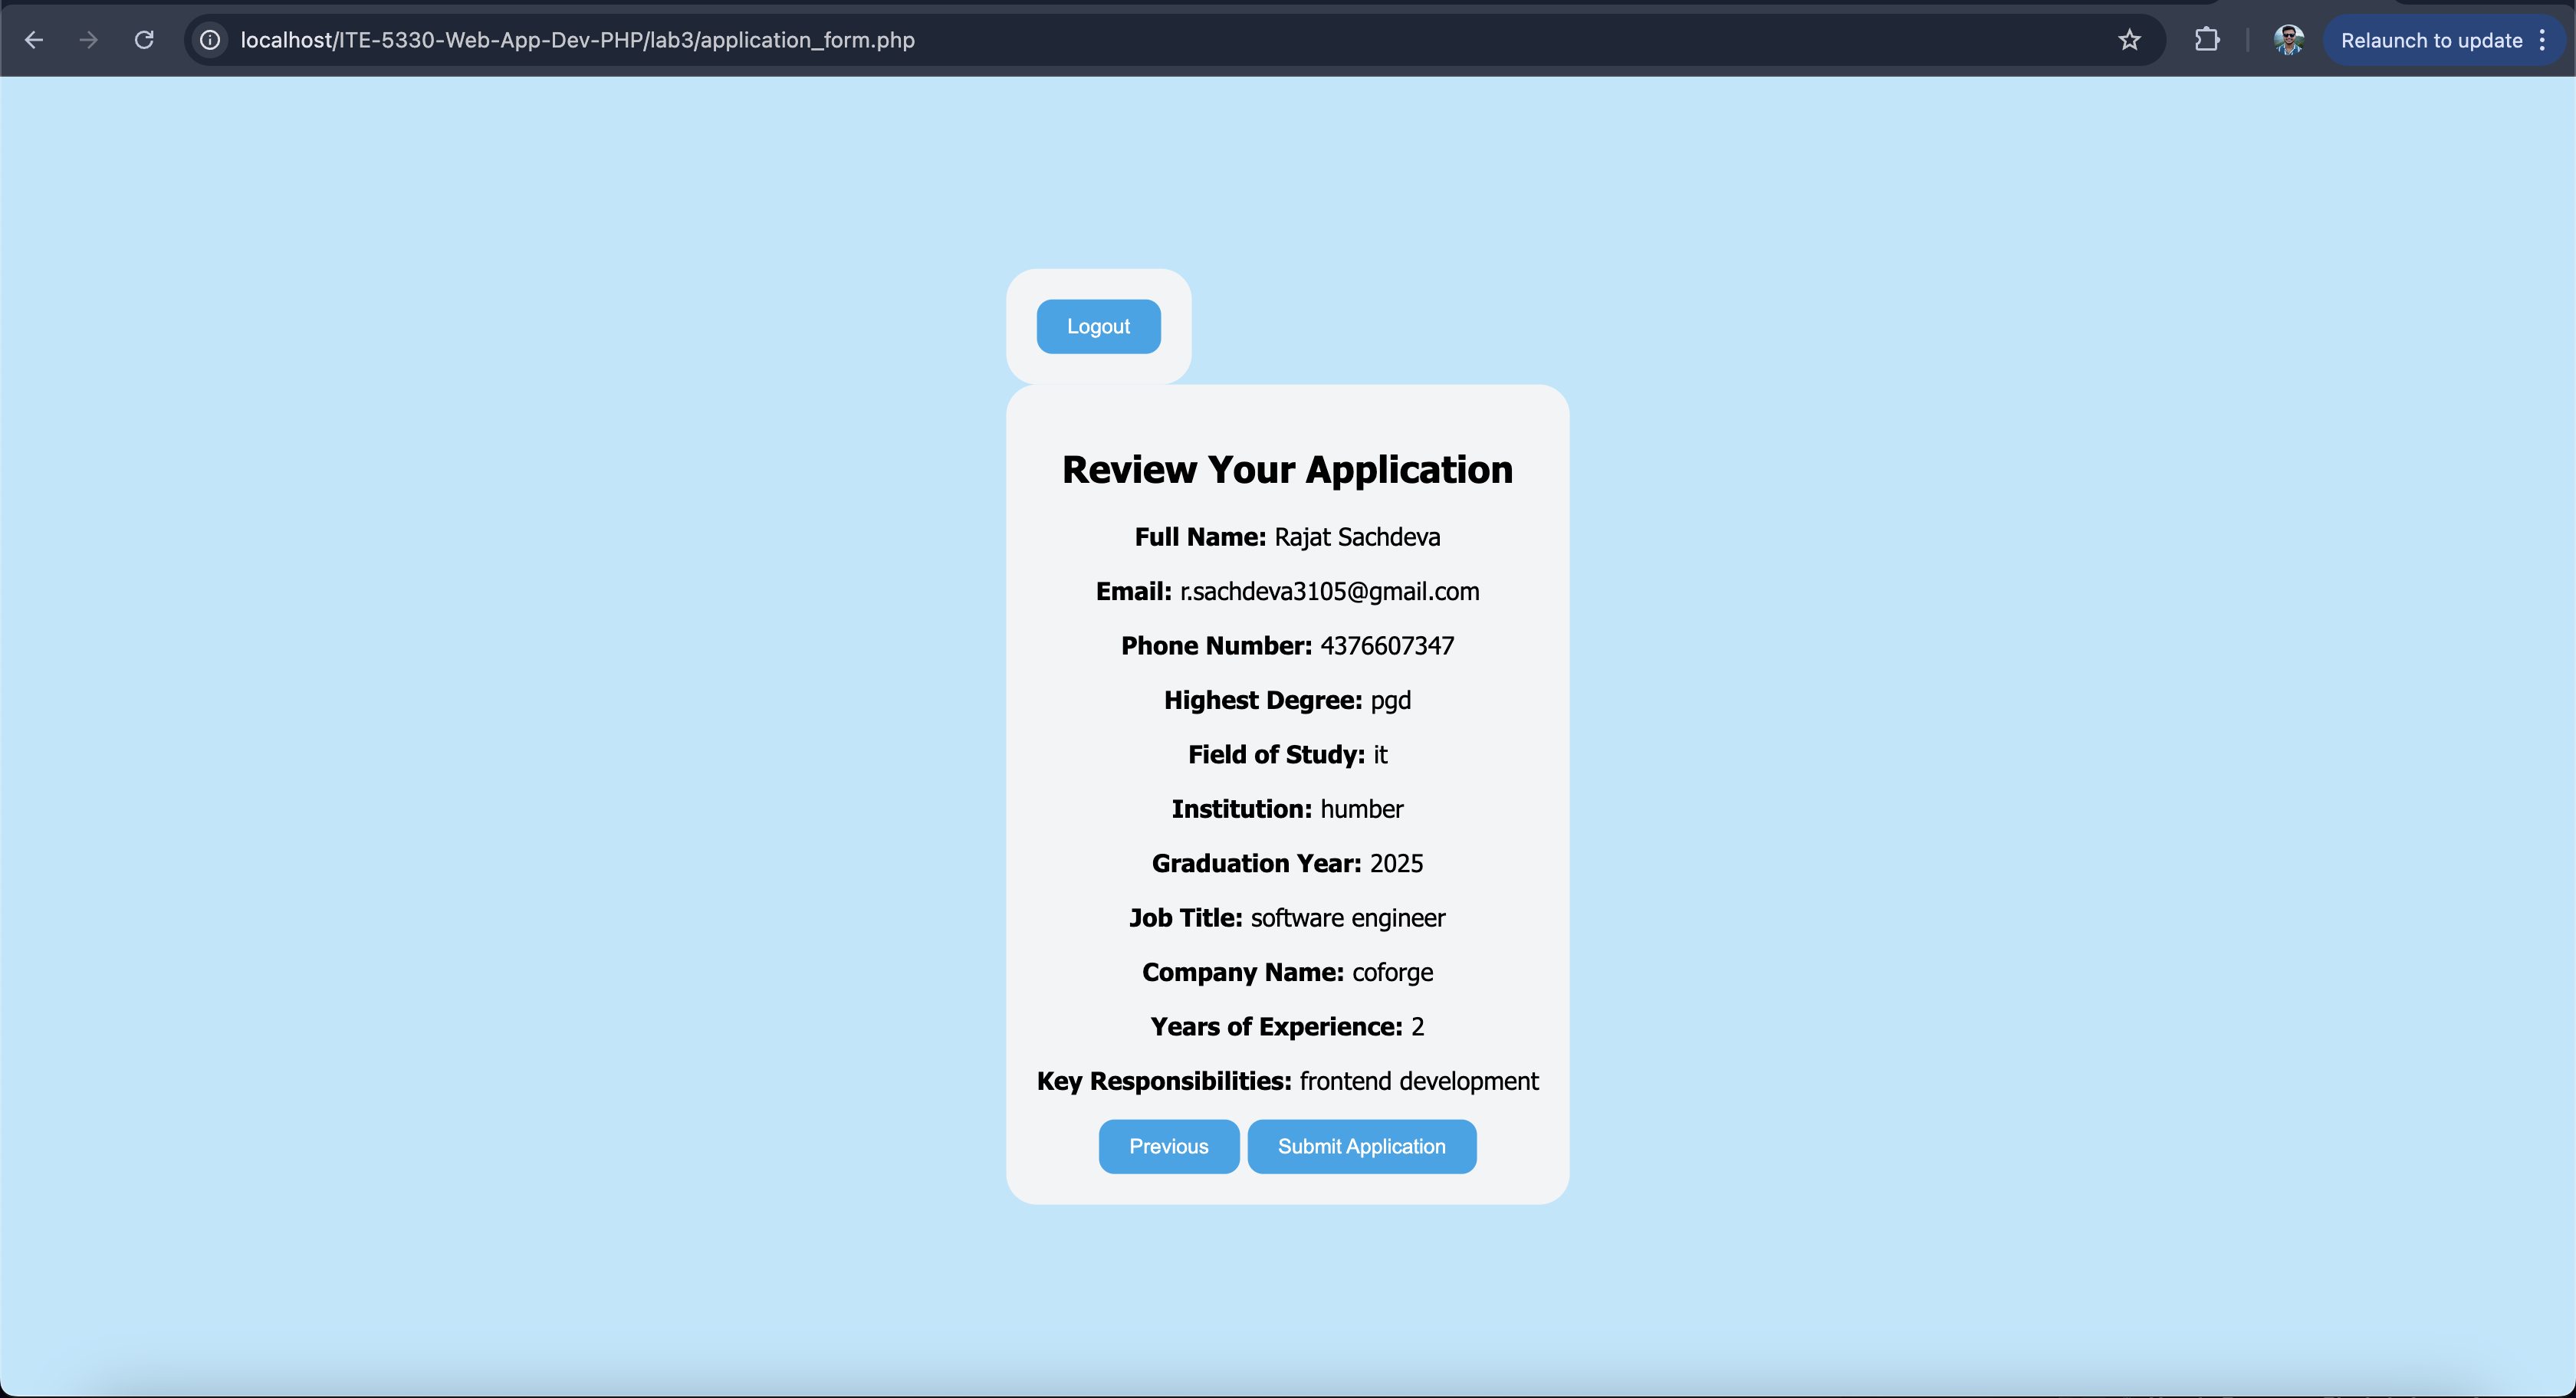 localhost/ITE-5330-Web-App-Dev-PHP/lab3/application_form.php
Relaunch to update
Logout
Review Your Application
Full Name: Rajat Sachdeva
Email: r.sachdeva3105@gmail.com
Phone Number: 4376607347
Highest Degree: pgd
Field of Study: it
Institution: humber
Graduation Year: 2025
Job Title: software engineer
Company Name: coforge
Years of Experience: 2
Key Responsibilities: frontend development
Previous Submit Application